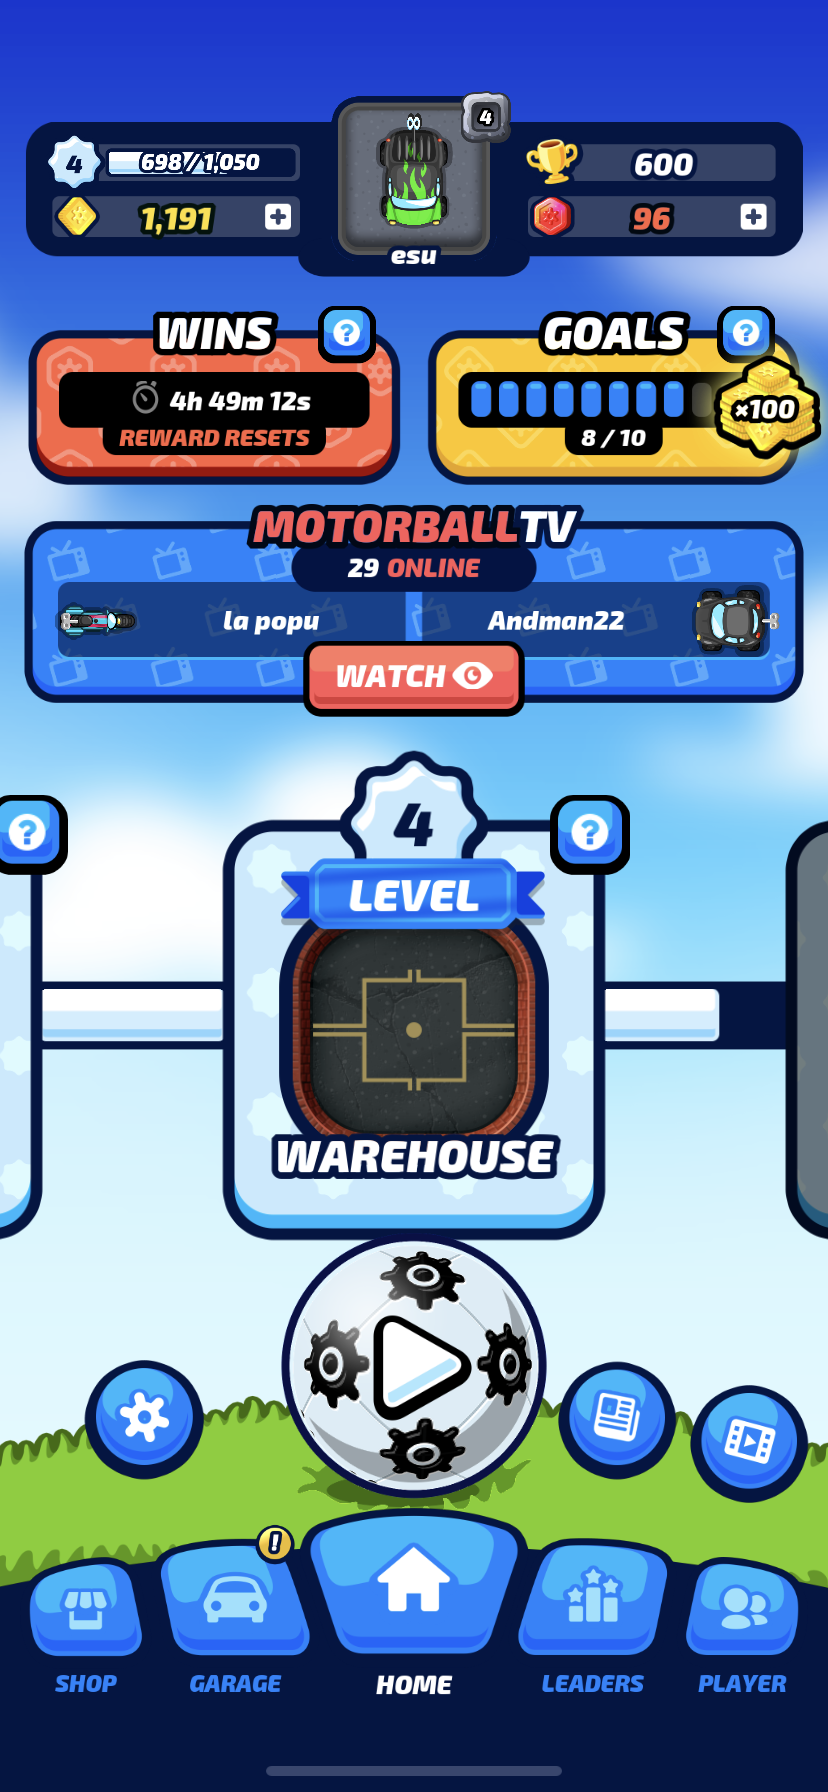 4
4
698 / 1,050
600
1,191
96
esu
WINS
?
GOALS
?
4h 49m 12s
×100
REWARD RESETS
8 / 10
MOTORBALLTV
29 ONLINE
la popu
Andman22
WATCH
?
4
?
LEVEL
WAREHOUSE
!
SHOP
GARAGE
HOME
LEADERS
PLAYER